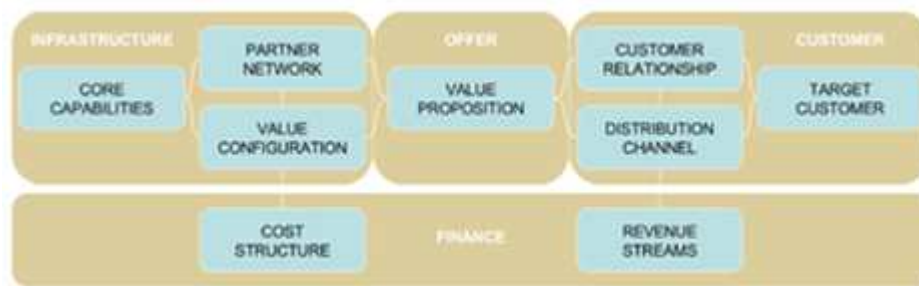 INFRASTRUCTURE
OFFER
CUSTOMER
PARTNER
NETWORK
CUSTOMER
RELATIONSHIP
CORE
CAPABILITIES
VALUE
PROPOSITION
TARGET
CUSTOMER
VALUE
CONFIGURATION
DISTRIBUTION
CHANNEL
COST
STRUCTURE
FINANCE
REVENUE
STREAMS